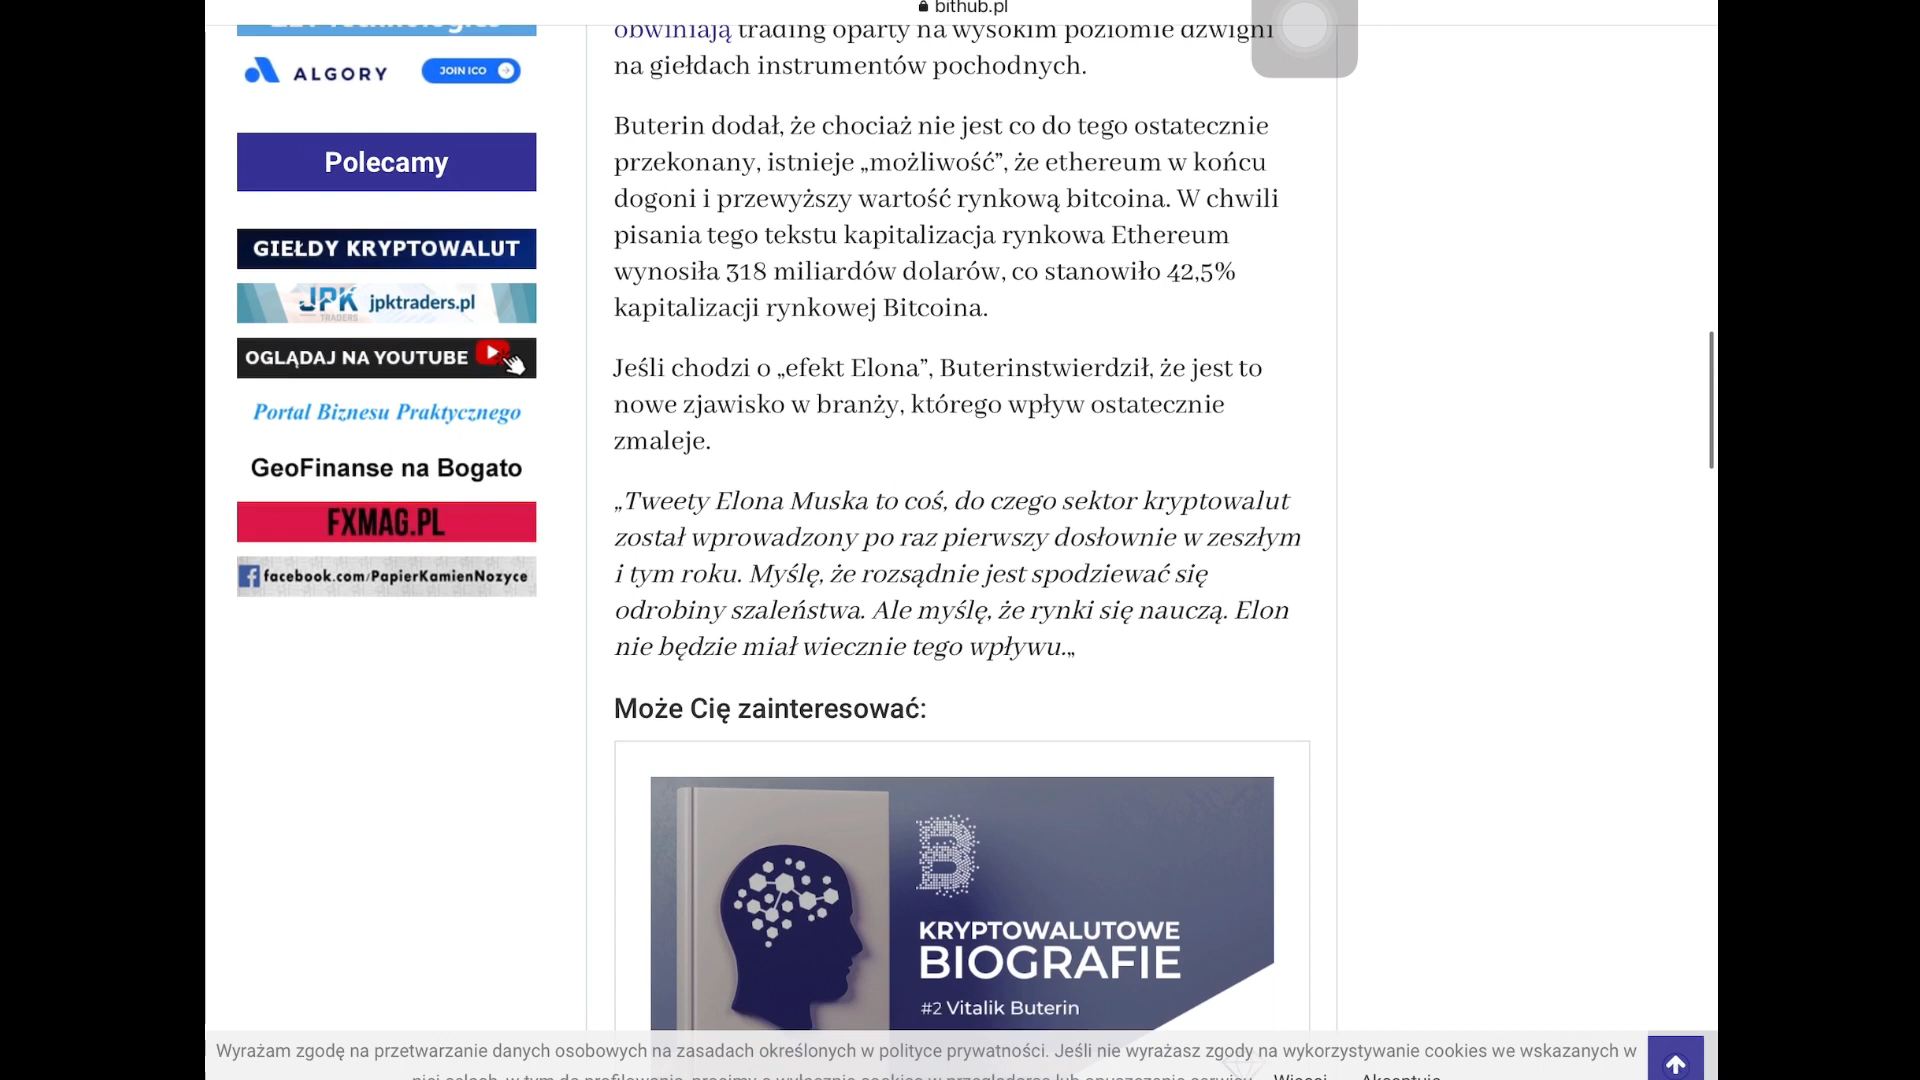 bithub.pl
ALGORY
JOIN ICO
Polecamy
GIEŁDY KRYPTOWALUT
JPK TRADERS jpktraders.pl
OGLĄDAJ NA YOUTUBE
Portal Biznesu Praktycznego
GeoFinanse na Bogato
FXMAG.PL
facebook.com/PapierKamienNozyce
obwiniają trading oparty na wysokim poziomie dźwigni
na giełdach instrumentów pochodnych.
Buterin dodał, że chociaż nie jest co do tego ostatecznie
przekonany, istnieje „możliwość”, że ethereum w końcu
dogoni i przewyższy wartość rynkową bitcoina. W chwili
pisania tego tekstu kapitalizacja rynkowa Ethereum
wynosiła 318 miliardów dolarów, co stanowiło 42,5%
kapitalizacji rynkowej Bitcoina.
Jeśli chodzi o „efekt Elona”, Buterinstwierdził, że jest to
nowe zjawisko w branży, którego wpływ ostatecznie
zmaleje.
„Tweety Elona Muska to coś, do czego sektor kryptowalut
został wprowadzony po raz pierwszy dosłownie w zeszłym
i tym roku. Myślę, że rozsądnie jest spodziewać się
odrobiny szaleństwa. Ale myślę, że rynki się nauczą. Elon
nie będzie miał wiecznie tego wpływu.„
Może Cię zainteresować:
KRYPTOWALUTOWE
BIOGRAFIE
#2 Vitalik Buterin
Wyrażam zgodę na przetwarzanie danych osobowych na zasadach określonych w polityce prywatności. Jeśli nie wyrażasz zgody na wykorzystywanie cookies we wskazanych w